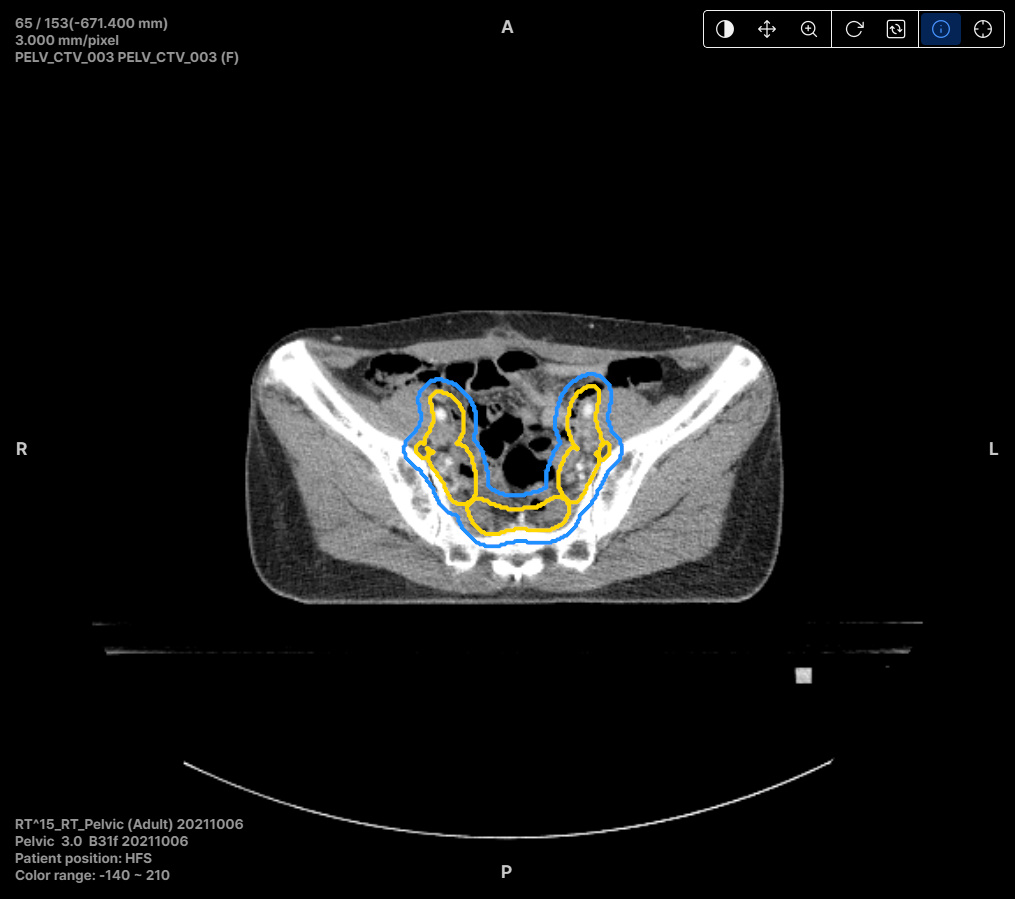 65 / 153(-671.400 mm)
3.000 mm/pixel
PELV_CTV_003 PELV_CTV_003 (F)
A
R
L
RT^15_RT_Pelvic (Adult) 20211006
Pelvic  3.0  B31f 20211006
Patient position: HFS
Color range: -140 ~ 210
P